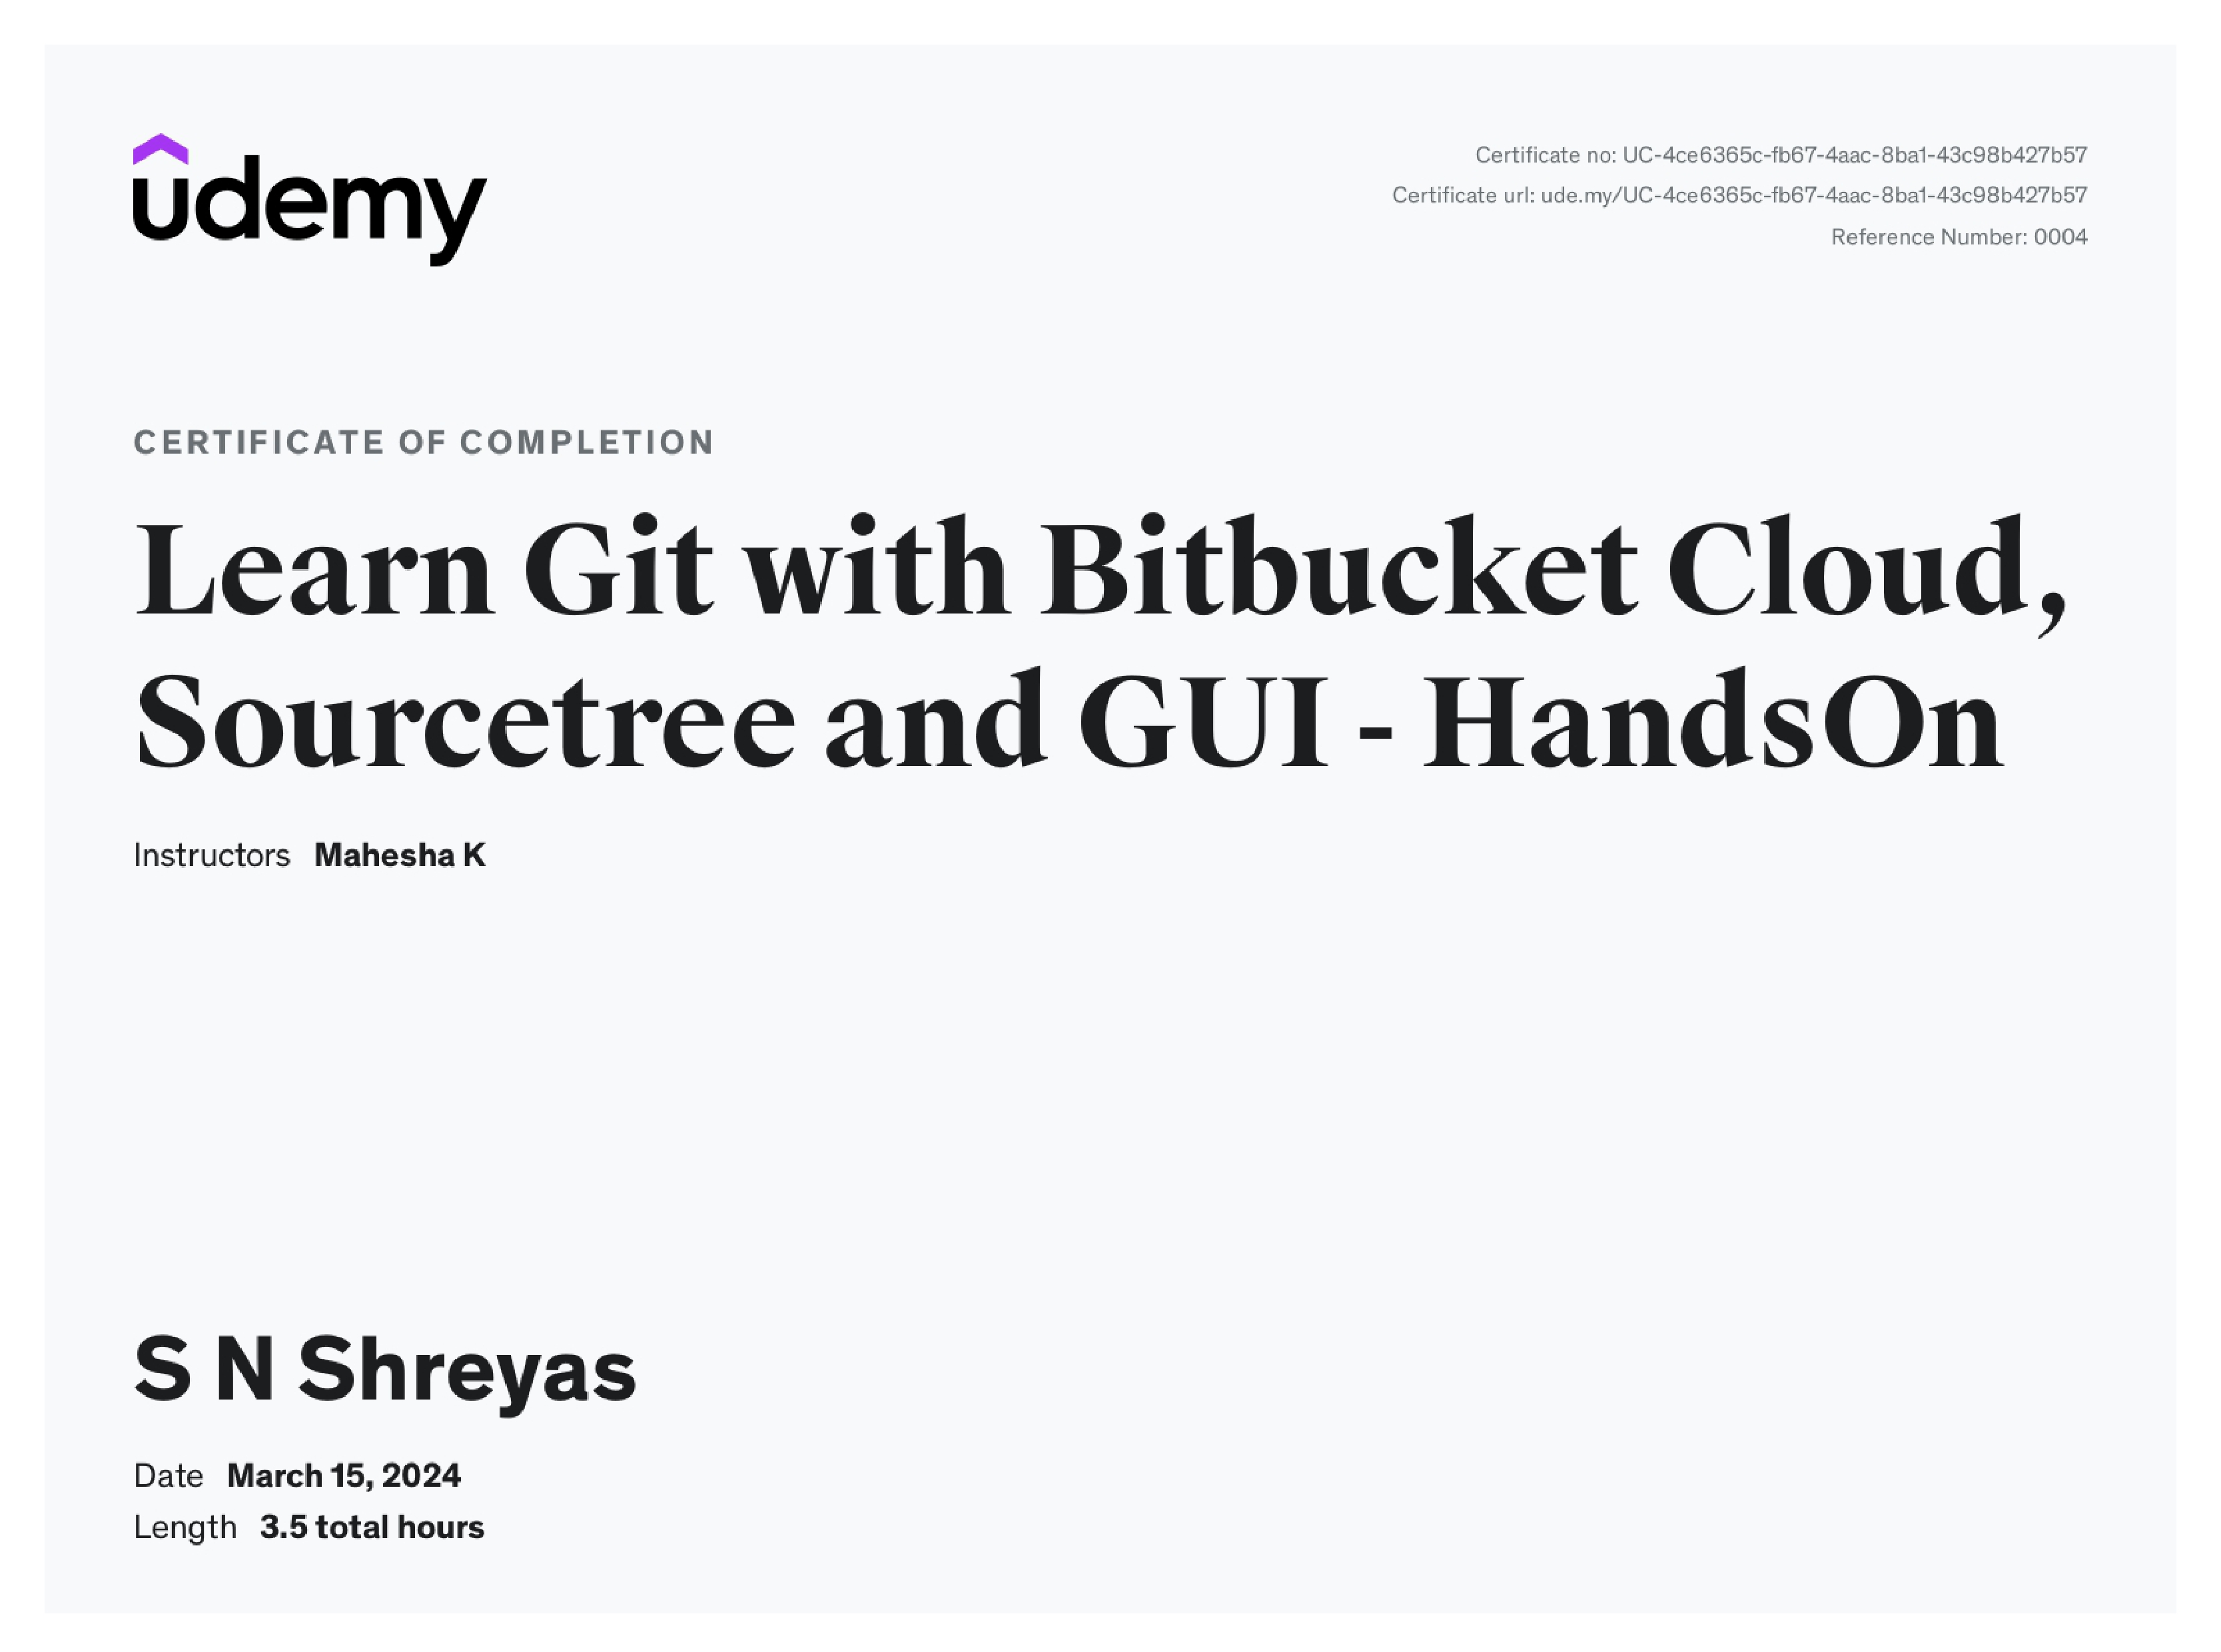 udemy
Certificate no: UC-4ce6365c-fb67-4aac-8ba1-43c98b427b57
Certificate url: ude.my/UC-4ce6365c-fb67-4aac-8ba1-43c98b427b57
Reference Number: 0004
CERTIFICATE OF COMPLETION
Learn Git with Bitbucket Cloud,
Sourcetree and GUI - HandsOn
Instructors Mahesha K
S N Shreyas
Date March 15, 2024
Length 3.5 total hours